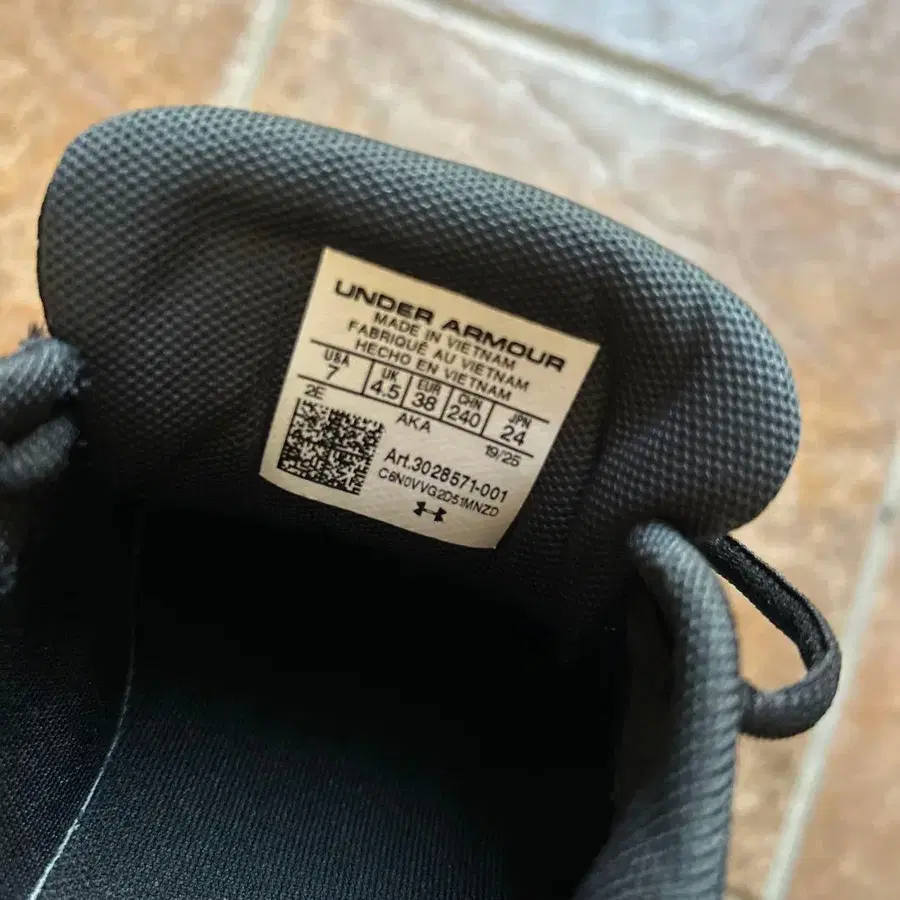 UNDER ARMOUR
MADE IN VIETNAM
FABRIQUÉ AU VIETNAM
HECHO EN VIETNAM
USA UK EUR CHN JPN
7 4.5 38 240 24
2E AKA 19/25
Art.3028571-001
C6N0VVG2D51MNZD